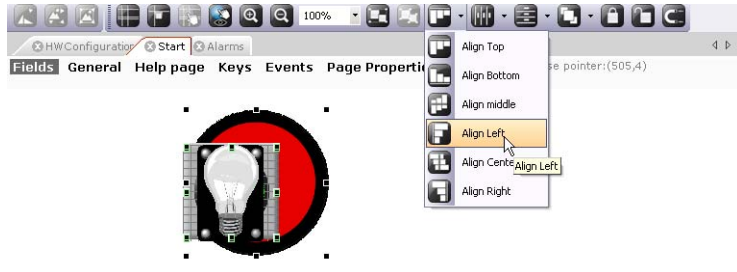 100%
HWConfiguration Start Alarms
Fields General Help page Keys Events Page Properti se pointer:(505,4)
Align Top
Align Bottom
Align middle
Align Left
Align Cente Align Left
Align Right